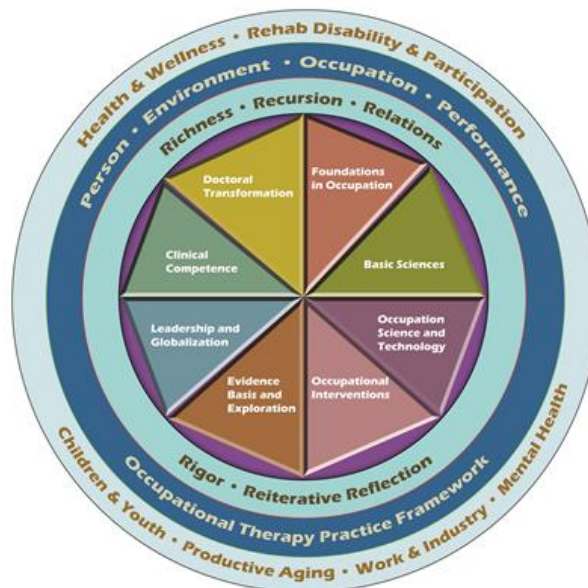 Health & Wellness • Rehab Disability & Participation
Person • Environment • Occupation • Performance
Richness • Recursion • Relations
Doctoral
Transformation
Foundations
in Occupation
Clinical
Competence
Basic Sciences
Leadership and
Globalization
Occupation
Science and
Technology
Evidence
Basis and
Exploration
Occupational
Interventions
Rigor • Reiterative Reflection
Occupational Therapy Practice Framework
Children & Youth • Productive Aging • Work & Industry • Mental Health